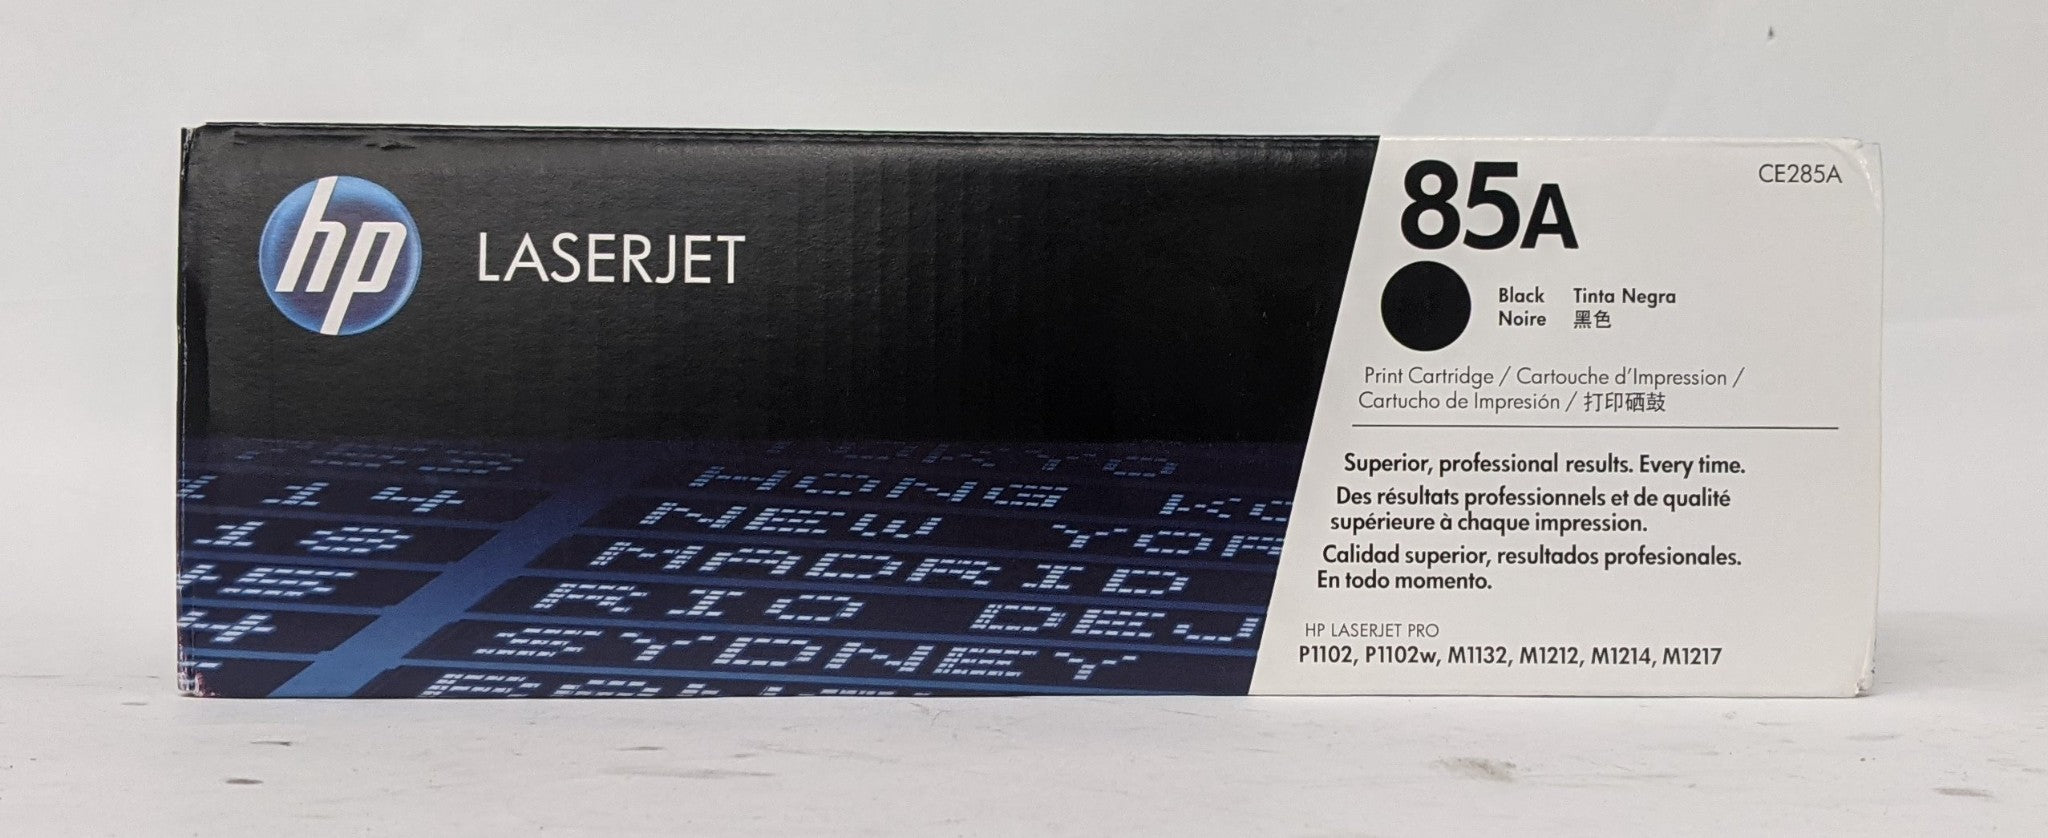 hp
LASERJET
HONG KO
NEW YOR
MADRID
RIO DEJ
SYDNEY
114
18
85A
CE285A
Black Tinta Negra
Noire 黑色
Print Cartridge / Cartouche d'Impression /
Cartucho de Impresión / 打印硒鼓
Superior, professional results. Every time.
Des résultats professionnels et de qualité
supérieure à chaque impression.
Calidad superior, resultados profesionales.
En todo momento.
HP LASERJET PRO
P1102, P1102w, M1132, M1212, M1214, M1217